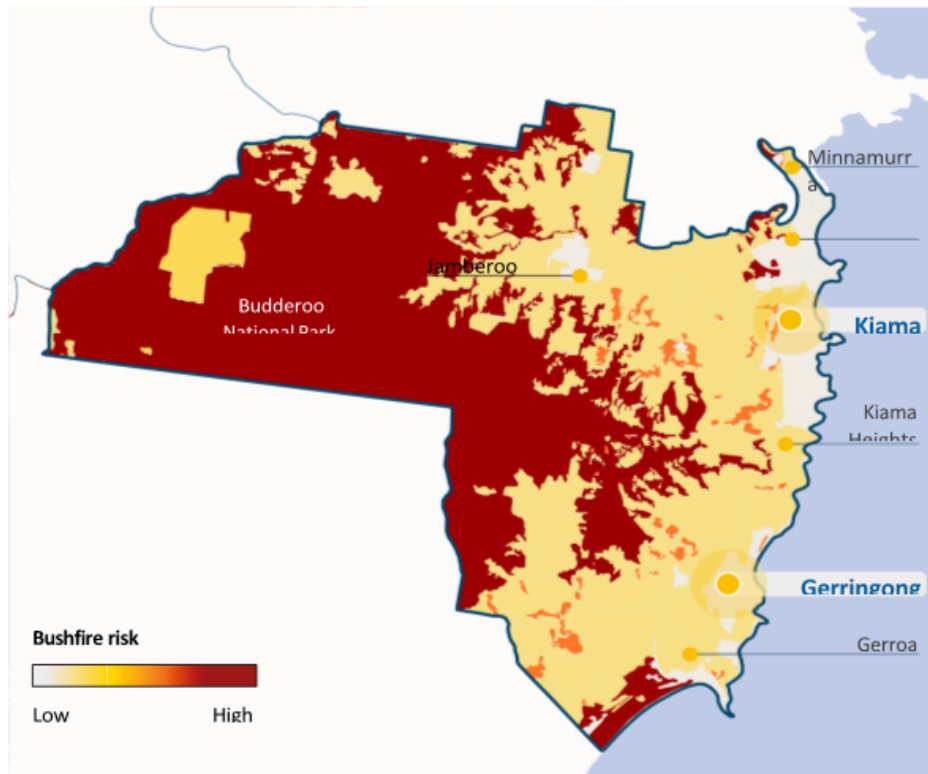 Minnamurr
a
Jamberoo
Budderoo
National Park
Kiama
Kiama
Heights
Gerringong
Gerroa
Bushfire risk
Low
High